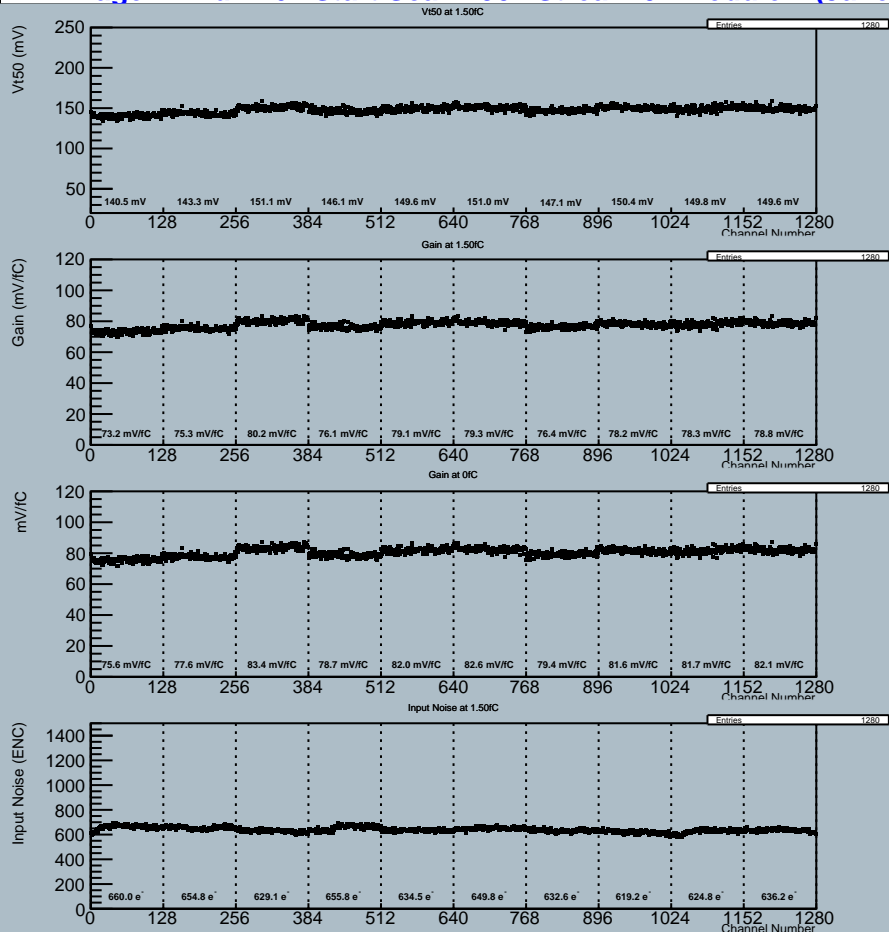 Vt50 at 1.50fC
Entries 1280
Vt50 (mV)
250
200
150
100
50
140.5 mV 143.3 mV 151.1 mV 146.1 mV 149.6 mV 151.0 mV 147.1 mV 150.4 mV 149.8 mV 149.6 mV
0 128 256 384 512 640 768 896 1024 1152 1280
Channel Number
Gain at 1.50fC
Entries 1280
Gain (mV/fC)
120
100
80
60
40
20
0
73.2 mV/fC 75.3 mV/fC 80.2 mV/fC 76.1 mV/fC 79.1 mV/fC 79.3 mV/fC 76.4 mV/fC 78.2 mV/fC 78.3 mV/fC 78.8 mV/fC
0 128 256 384 512 640 768 896 1024 1152 1280
Channel Number
Gain at 0fC
Entries 1280
mV/fC
120
100
80
60
40
20
0
75.6 mV/fC 77.6 mV/fC 83.4 mV/fC 78.7 mV/fC 82.0 mV/fC 82.6 mV/fC 79.4 mV/fC 81.6 mV/fC 81.7 mV/fC 82.1 mV/fC
0 128 256 384 512 640 768 896 1024 1152 1280
Channel Number
Input Noise at 1.50fC
Entries 1280
Input Noise (ENC)
1400
1200
1000
800
600
400
200
0
660.0 e⁻ 654.8 e⁻ 629.1 e⁻ 655.8 e⁻ 634.5 e⁻ 649.8 e⁻ 632.6 e⁻ 619.2 e⁻ 624.8 e⁻ 636.2 e⁻
0 128 256 384 512 640 768 896 1024 1152 1280
Channel Number